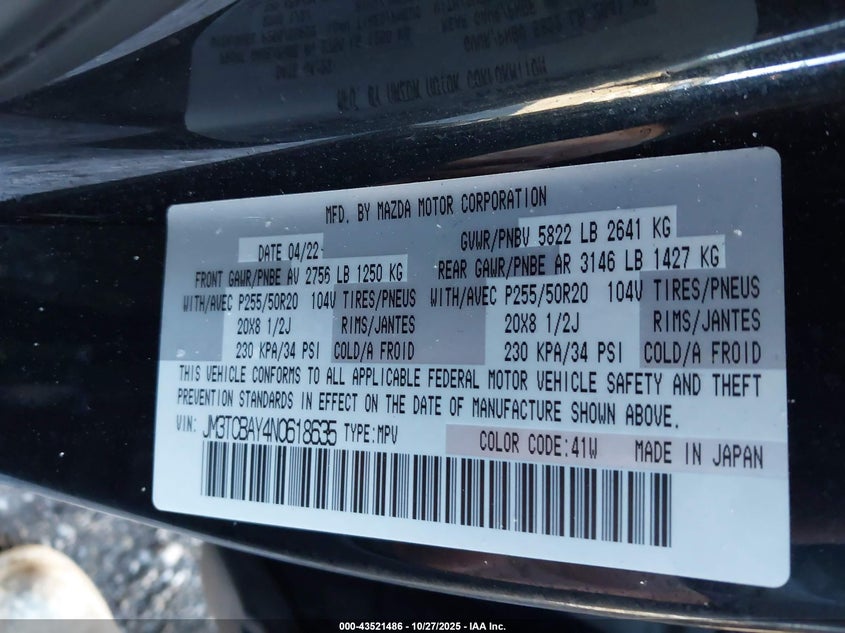 MFD. BY MAZDA MOTOR CORPORATION
DATE 04/22 GVWR/PNBV 5822 LB 2641 KG
FRONT GAWR/PNBE AV 2756 LB 1250 KG REAR GAWR/PNBE AR 3146 LB 1427 KG
WITH/AVEC P255/50R20 104V TIRES/PNEUS WITH/AVEC P255/50R20 104V TIRES/PNEUS
20X8 1/2J RIMS/JANTES 20X8 1/2J RIMS/JANTES
230 KPA/34 PSI COLD/A FROID 230 KPA/34 PSI COLD/A FROID
THIS VEHICLE CONFORMS TO ALL APPLICABLE FEDERAL MOTOR VEHICLE SAFETY AND THEFT
PREVENTION STANDARDS IN EFFECT ON THE DATE OF MANUFACTURE SHOWN ABOVE.
VIN: JM3TCBAY4N0618635 TYPE:MPV COLOR CODE:41W MADE IN JAPAN
000-43521486 - 10/27/2025 - IAA Inc.